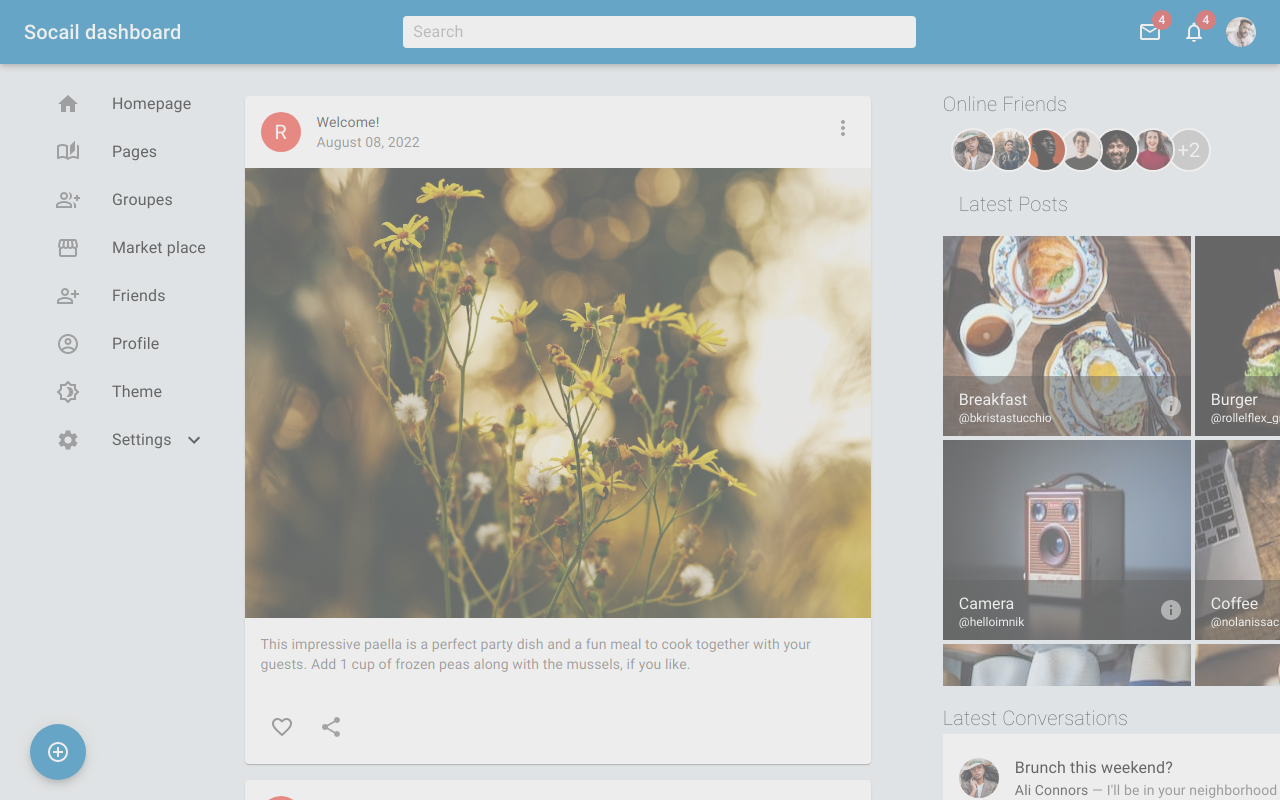 Socail dashboard
Search
4
4
Homepage
Pages
Groupes
Market place
Friends
Profile
Theme
Settings
R
Welcome!
August 08, 2022
This impressive paella is a perfect party dish and a fun meal to cook together with your
guests. Add 1 cup of frozen peas along with the mussels, if you like.
Online Friends
+2
Latest Posts
Breakfast
@bkristastucchio
Burger
@rollelflex_g
Camera
@helloimnik
Coffee
@nolanissac
Latest Conversations
Brunch this weekend?
Ali Connors — I'll be in your neighborhood